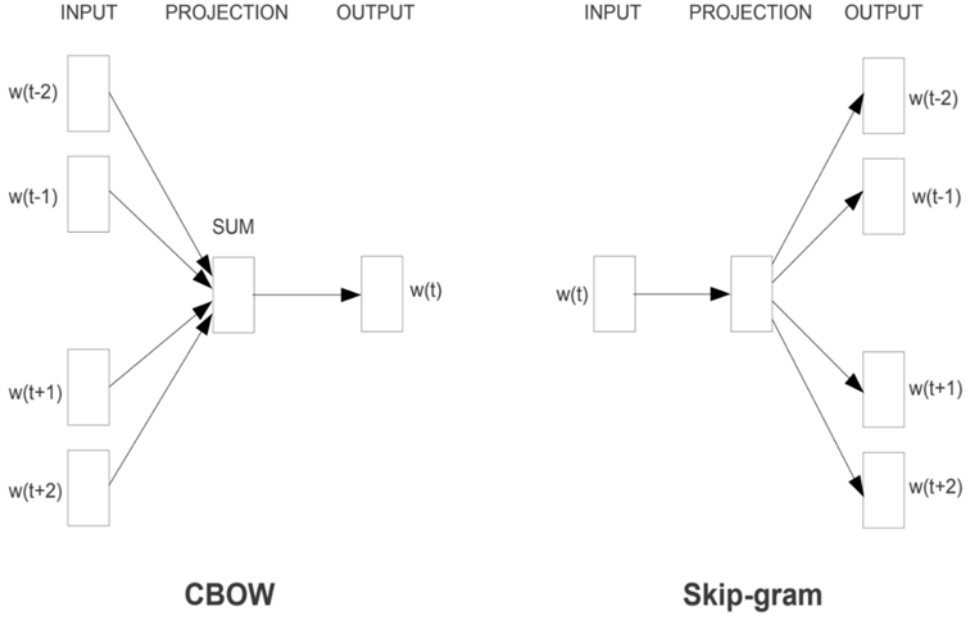 INPUT PROJECTION OUTPUT
w(t-2)
w(t-1)
SUM
w(t)
w(t+1)
w(t+2)
CBOW
INPUT PROJECTION OUTPUT
w(t-2)
w(t-1)
w(t)
w(t+1)
w(t+2)
Skip-gram